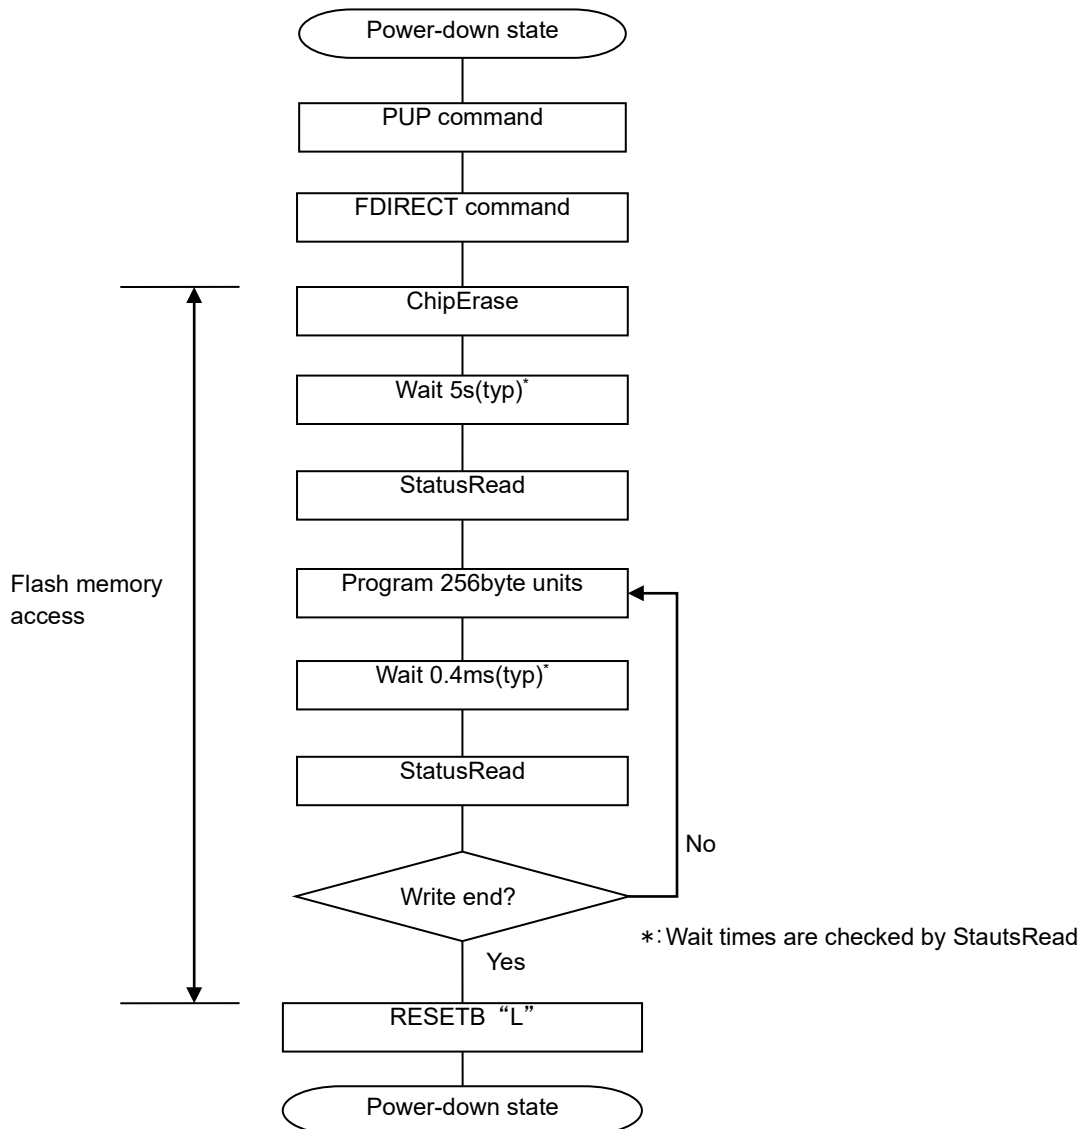 Power-down state
PUP command
FDIRECT command
ChipErase
Wait 5s(typ)*
StatusRead
Flash memory
access
Program 256byte units
Wait 0.4ms(typ)*
StatusRead
No
Write end?
*:Wait times are checked by StautsRead
Yes
RESETB “L”
Power-down state